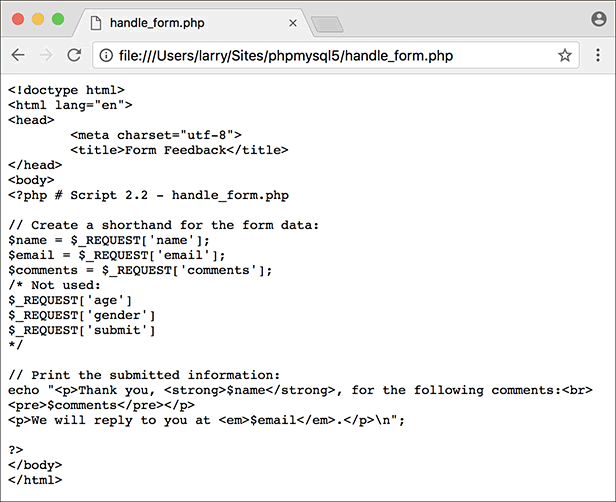 handle_form.php
file:///Users/larry/Sites/phpmysql5/handle_form.php
<!doctype html>
<html lang="en">
<head>
        <meta charset="utf-8">
        <title>Form Feedback</title>
</head>
<body>
<?php # Script 2.2 - handle_form.php

// Create a shorthand for the form data:
$name = $_REQUEST['name'];
$email = $_REQUEST['email'];
$comments = $_REQUEST['comments'];
/* Not used:
$_REQUEST['age']
$_REQUEST['gender']
$_REQUEST['submit']
*/

// Print the submitted information:
echo "<p>Thank you, <strong>$name</strong>, for the following comments:<br>
<pre>$comments</pre></p>
<p>We will reply to you at <em>$email</em>.</p>\n";

?>
</body>
</html>